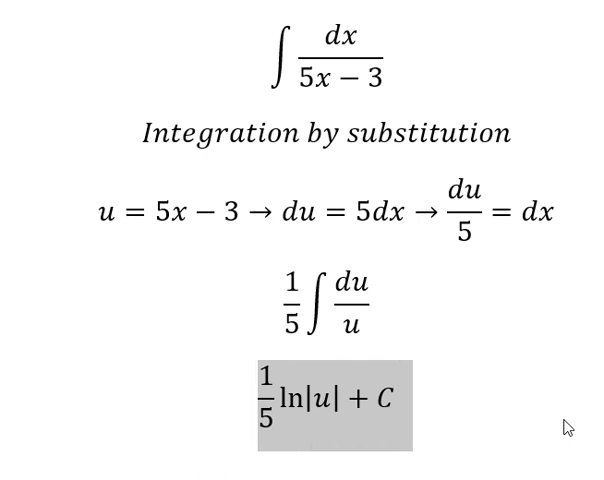 ∫ dx / (5x − 3)
Integration by substitution
u = 5x − 3 → du = 5dx → du/5 = dx
1/5 ∫ du/u
1/5 ln|u| + C